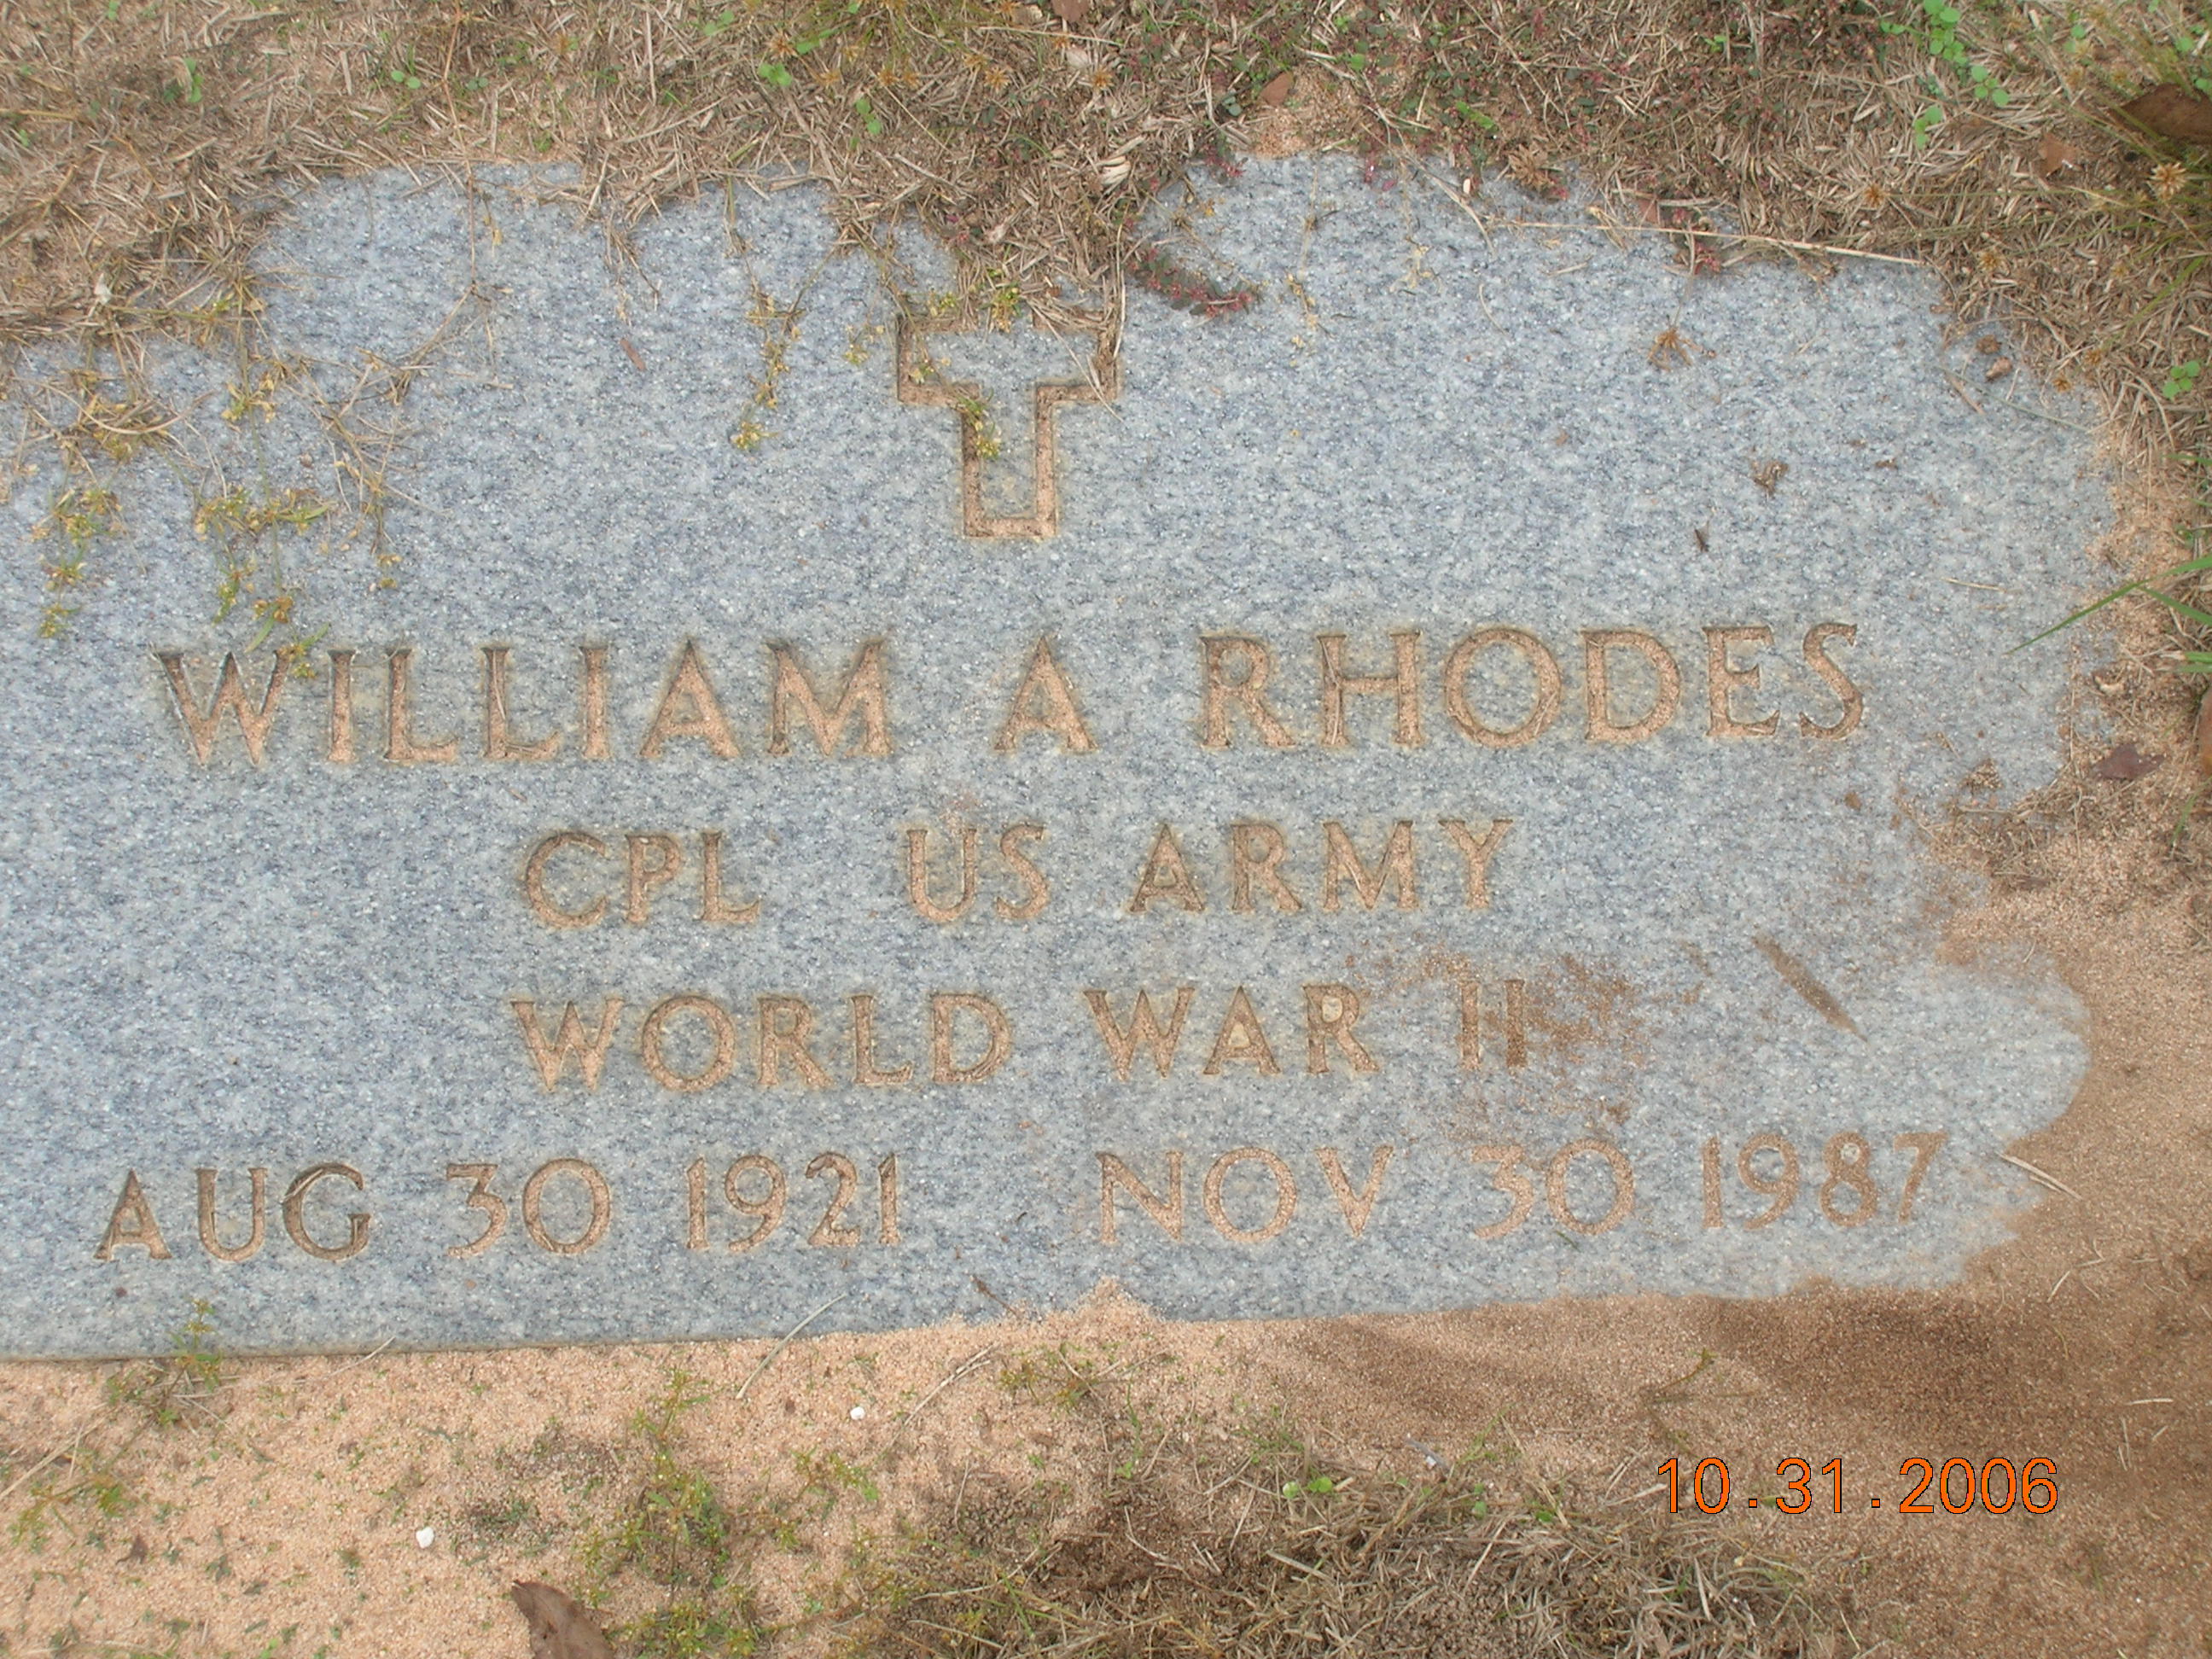 WILLIAM A RHODES
CPL US ARMY
WORLD WAR II
AUG 30 1921 NOV 30 1987
10.31.2006